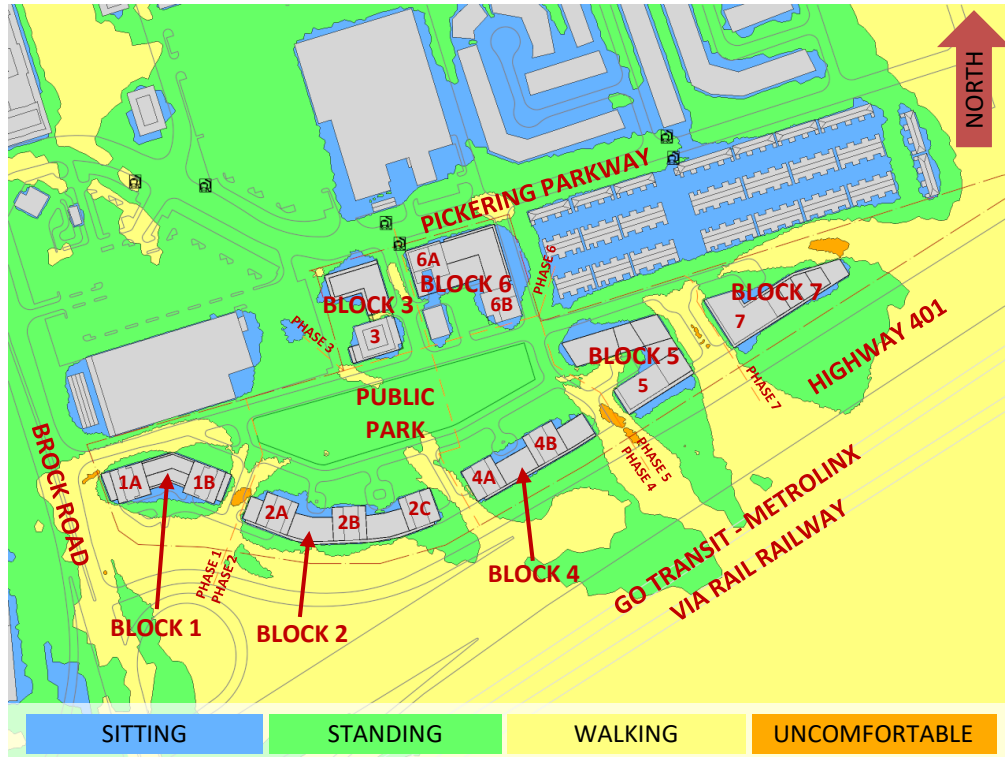 NORTH
PICKERING PARKWAY
6A
BLOCK 6
6B
PHASE 6
BLOCK 3
3
PHASE 3
BLOCK 7
7
HIGHWAY 401
BLOCK 5
5
PHASE 7
PUBLIC
PARK
BROCK ROAD
4B
4A
PHASE 5
PHASE 4
1A
1B
2A
2B
2C
BLOCK 4
GO TRANSIT - METROLINX
VIA RAIL RAILWAY
PHASE 1
PHASE 2
BLOCK 1
BLOCK 2
SITTING
STANDING
WALKING
UNCOMFORTABLE